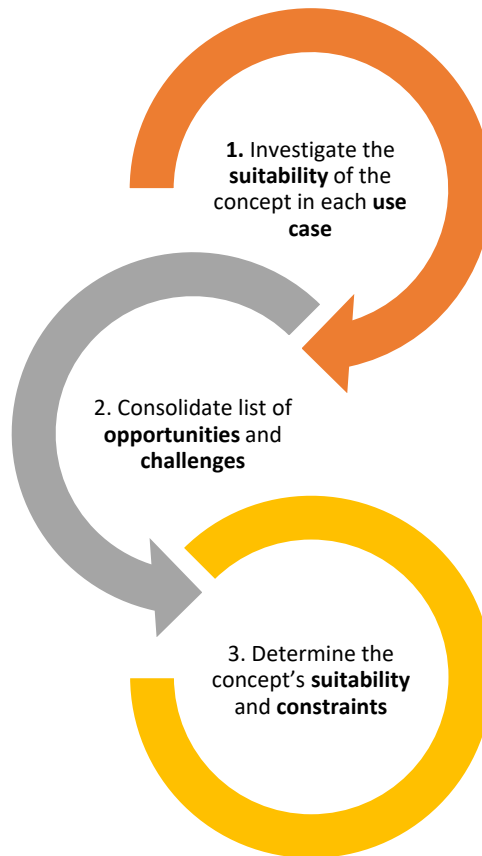 1. Investigate the
suitability of the
concept in each use
case
2. Consolidate list of
opportunities and
challenges
3. Determine the
concept’s suitability
and constraints